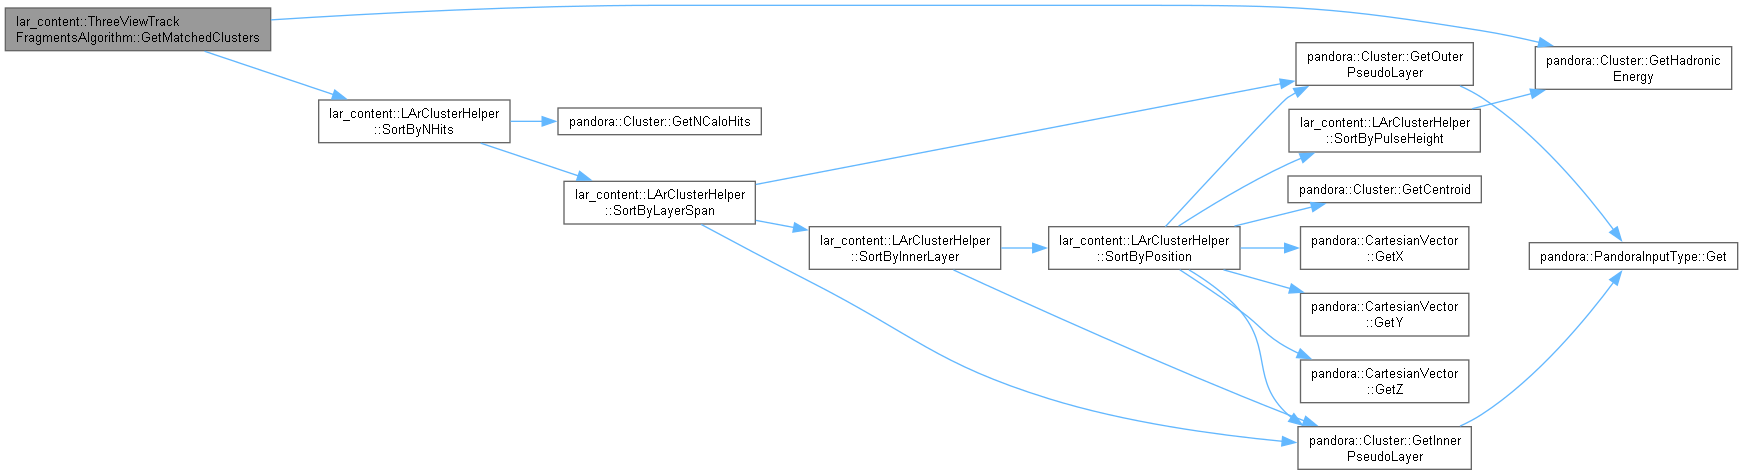 lar_content::ThreeViewTrack
FragmentsAlgorithm::GetMatchedClusters
lar_content::LArClusterHelper
::SortByNHits
pandora::Cluster::GetNCaloHits
lar_content::LArClusterHelper
::SortByLayerSpan
lar_content::LArClusterHelper
::SortByInnerLayer
lar_content::LArClusterHelper
::SortByPosition
pandora::Cluster::GetOuter
PseudoLayer
lar_content::LArClusterHelper
::SortByPulseHeight
pandora::Cluster::GetCentroid
pandora::CartesianVector
::GetX
pandora::CartesianVector
::GetY
pandora::CartesianVector
::GetZ
pandora::Cluster::GetInner
PseudoLayer
pandora::Cluster::GetHadronic
Energy
pandora::PandoraInputType::Get